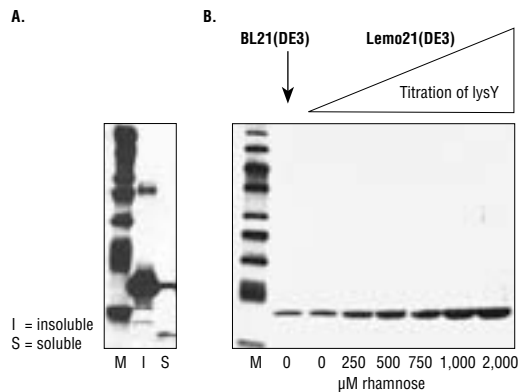 A.
B.
BL21(DE3)
Lemo21(DE3)
Titration of lysY
I = insoluble
S = soluble
M I S
M 0 0 250 500 750 1,000 2,000
µM rhamnose